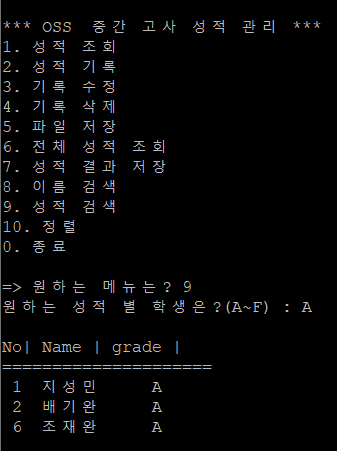 *** OSS 중간 고사 성적 관리 ***
1. 성적 조회
2. 성적 기록
3. 기록 수정
4. 기록 삭제
5. 파일 저장
6. 전체 성적 조회
7. 성적 결과 저장
8. 이름 검색
9. 성적 검색
10. 정렬
0. 종료
=> 원하는 메뉴는? 9
원하는 성적 별 학생은?(A~F) : A
No| Name | grade |
=====================
1 지성민 A
2 배기완 A
6 조재완 A